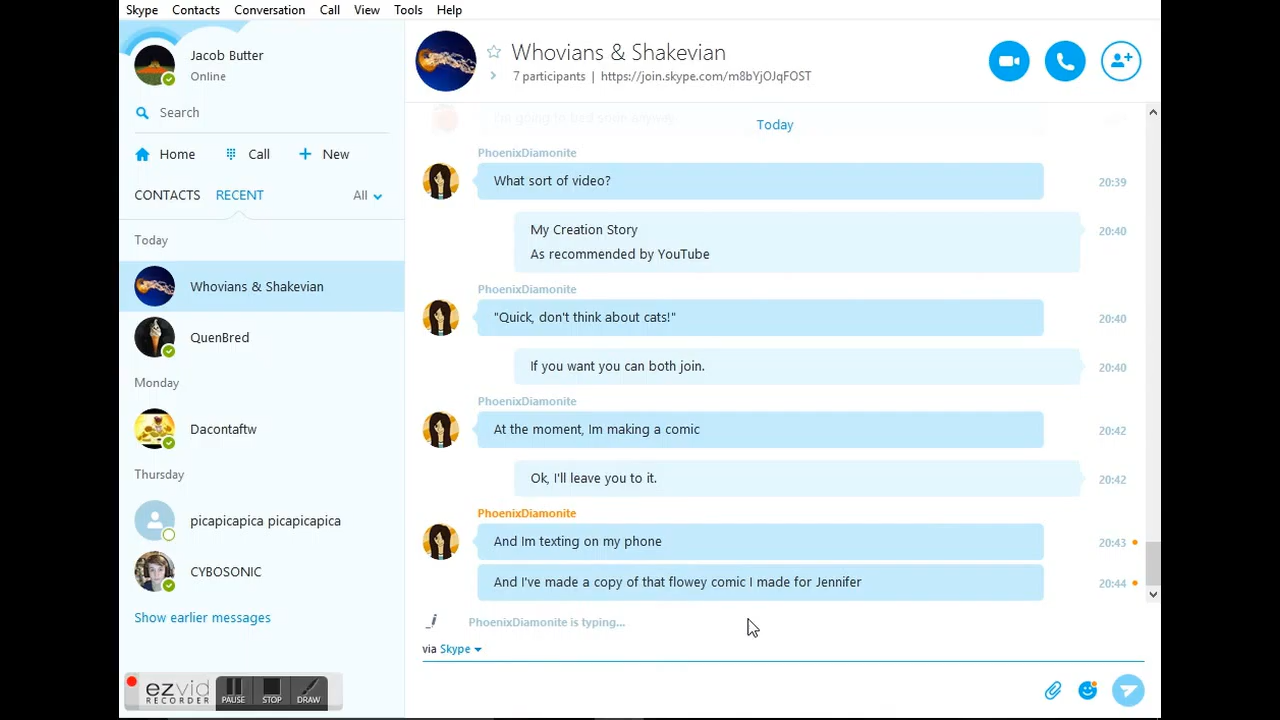 Skype Contacts Conversation Call View Tools Help
Jacob Butter
Online
Search
Home Call New
CONTACTS RECENT All
Today
Whovians & Shakevian
QuenBred
Monday
Dacontaftw
Thursday
picapicapica picapicapica
CYBOSONIC
Show earlier messages
ezvid
RECORDER
PAUSE STOP DRAW
Whovians & Shakevian
7 participants | https://join.skype.com/m8bYjOJqFOST
I'm going to bed soon anyway.
Today
PhoenixDiamonite
What sort of video? 20:39
My Creation Story 20:40
As recommended by YouTube
PhoenixDiamonite
"Quick, don't think about cats!" 20:40
If you want you can both join. 20:40
PhoenixDiamonite
At the moment, Im making a comic 20:42
Ok, I'll leave you to it. 20:42
PhoenixDiamonite
And Im texting on my phone 20:43
And I've made a copy of that flowey comic I made for Jennifer 20:44
PhoenixDiamonite is typing...
via Skype